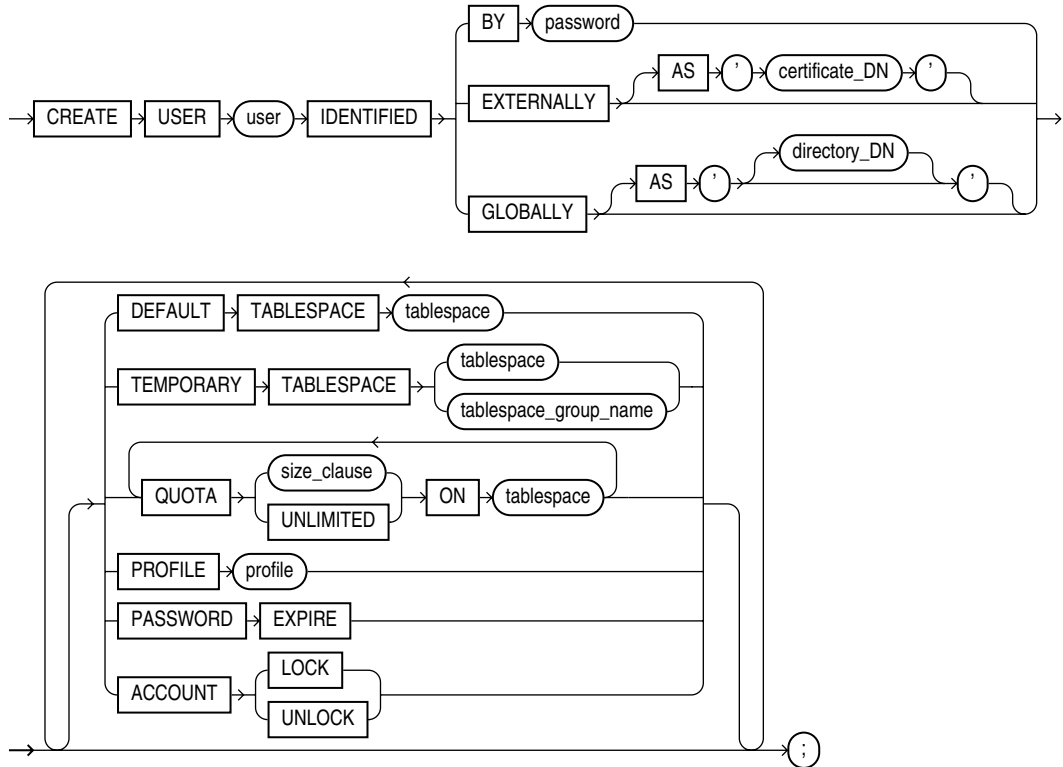 BY password
AS ' certificate_DN '
EXTERNALLY
CREATE USER user IDENTIFIED
directory_DN
AS ' '
GLOBALLY
DEFAULT TABLESPACE tablespace
tablespace
TEMPORARY TABLESPACE
tablespace_group_name
size_clause
QUOTA ON tablespace
UNLIMITED
PROFILE profile
PASSWORD EXPIRE
LOCK
ACCOUNT
UNLOCK
;